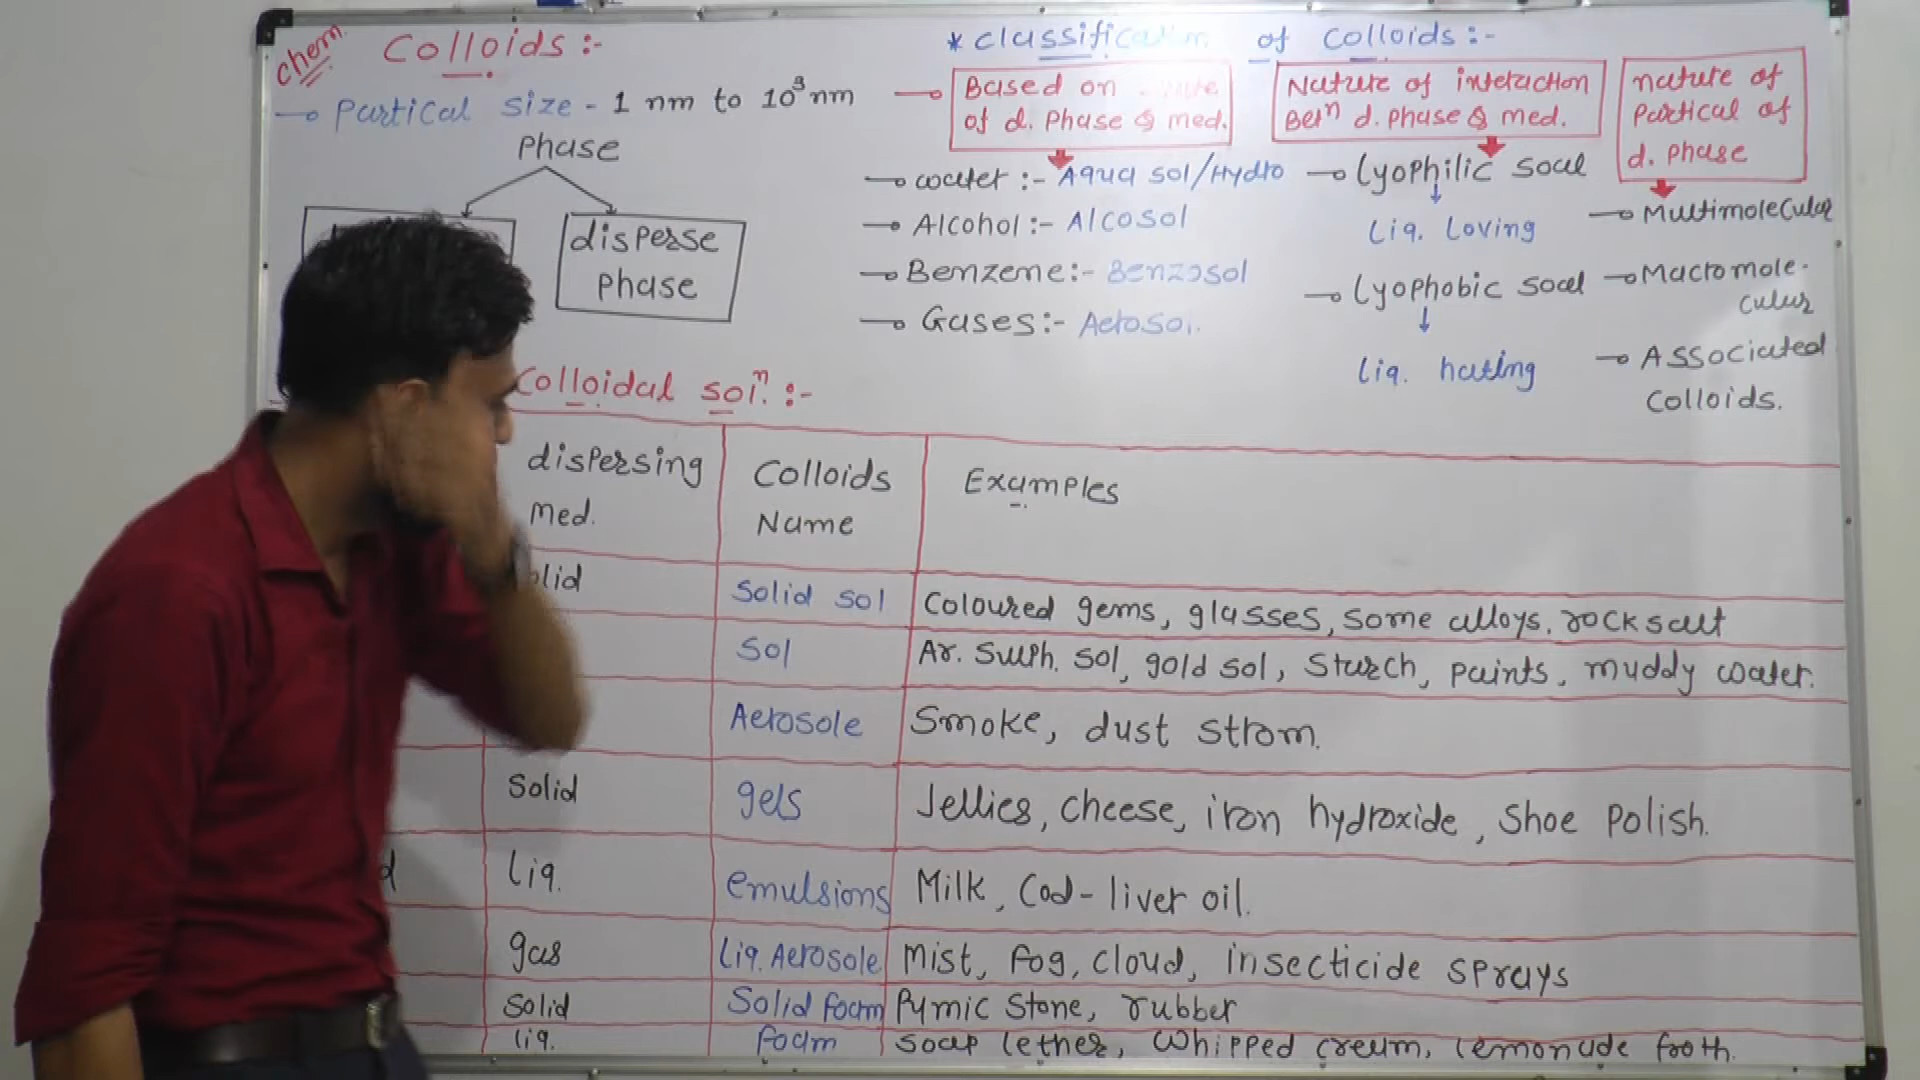 chem.
Colloids :-
Partical size - 1 nm to 10³ nm
Phase
disperse
Phase
* Classification of Colloids :-
Based on
of d. Phase & med.
water :- Aqua sol/Hydro
Alcohol :- Alcosol
Benzene :- Benzosol
Gases :- Aerosol.
Nature of interaction
Betⁿ d. phase & med.
Lyophilic soal
Liq. Loving
Lyophobic soal
Liq. hating
nature of
Partical of
d. phase
Multimolecular
Macromole-
cular
Associated
Colloids.
Colloidal solⁿ. :-
dispersing
Med.
Colloids
Name
Examples
olid
Solid sol
Coloured gems, glasses, some alloys, rock salt
Sol
Ar. Sulph. sol, gold sol, Starch, paints, muddy water.
Aerosole
Smoke, dust strom.
Solid
gels
Jellies, cheese, iron hydroxide, Shoe Polish.
d
Liq.
emulsions
Milk, Cod-liver oil.
gas
Liq. Aerosole
Mist, fog, cloud, insecticide sprays
Solid
Solid foam
Pymic Stone, rubber
liq.
foam
soap lether, Whipped cream, lemonade froth.